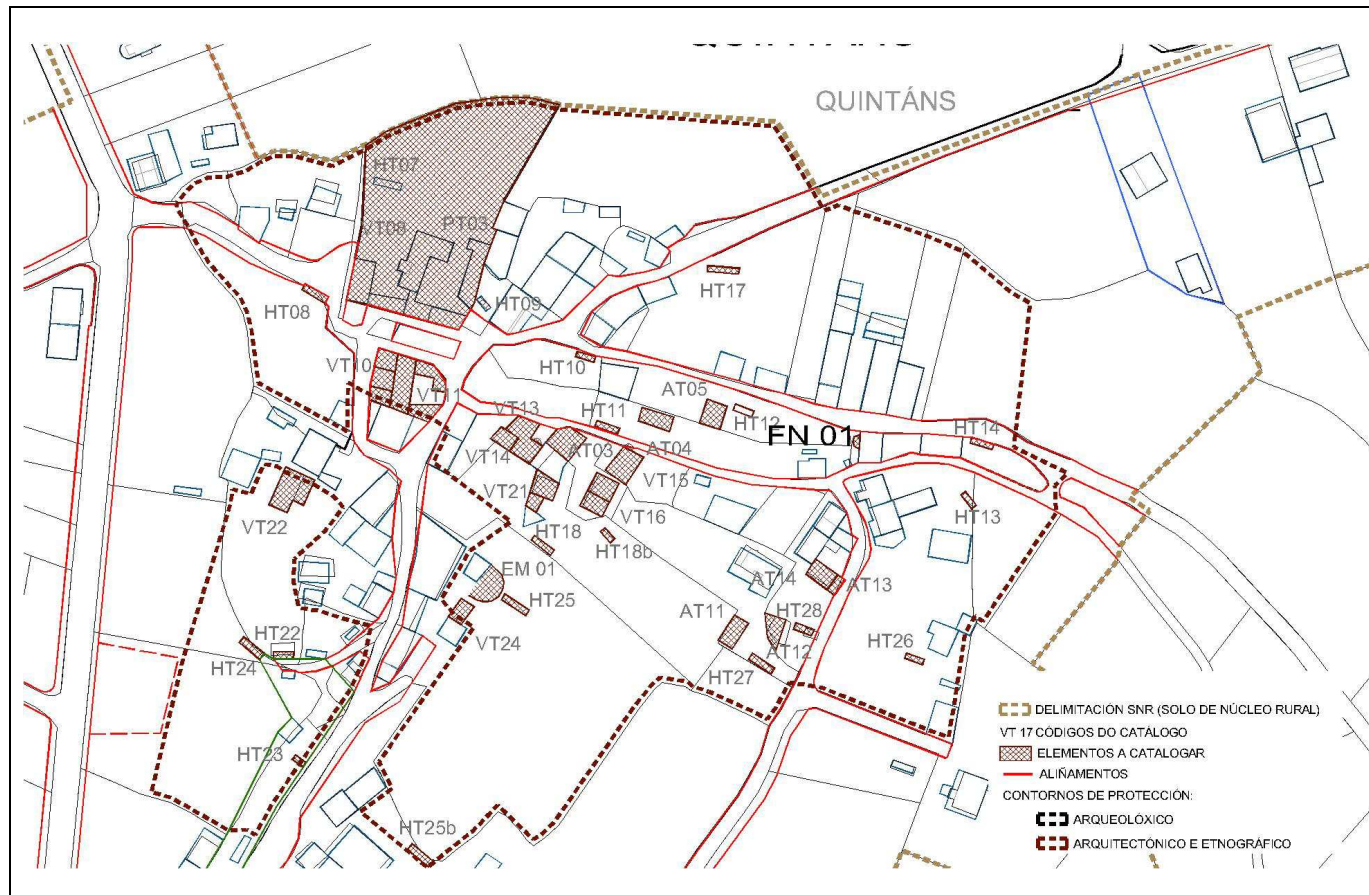 QUINTÁNS
HT07
VT08
PT03
HT17
HT08
HT09
VT10
HT10
VT11
AT05
VT13
HT11
HT12
FN 01
HT14
VT14
AT03
AT04
VT15
VT22
VT21
VT16
HT13
HT18
HT18b
EM 01
AT14
AT13
HT25
AT11
HT28
VT24
AT12
HT22
HT26
HT24
HT27
HT23
HT25b
DELIMITACIÓN SNR (SOLO DE NÚCLEO RURAL)
VT 17 CÓDIGOS DO CATÁLOGO
ELEMENTOS A CATALOGAR
ALIÑAMENTOS
CONTORNOS DE PROTECCIÓN:
ARQUEOLÓXICO
ARQUITECTÓNICO E ETNOGRÁFICO